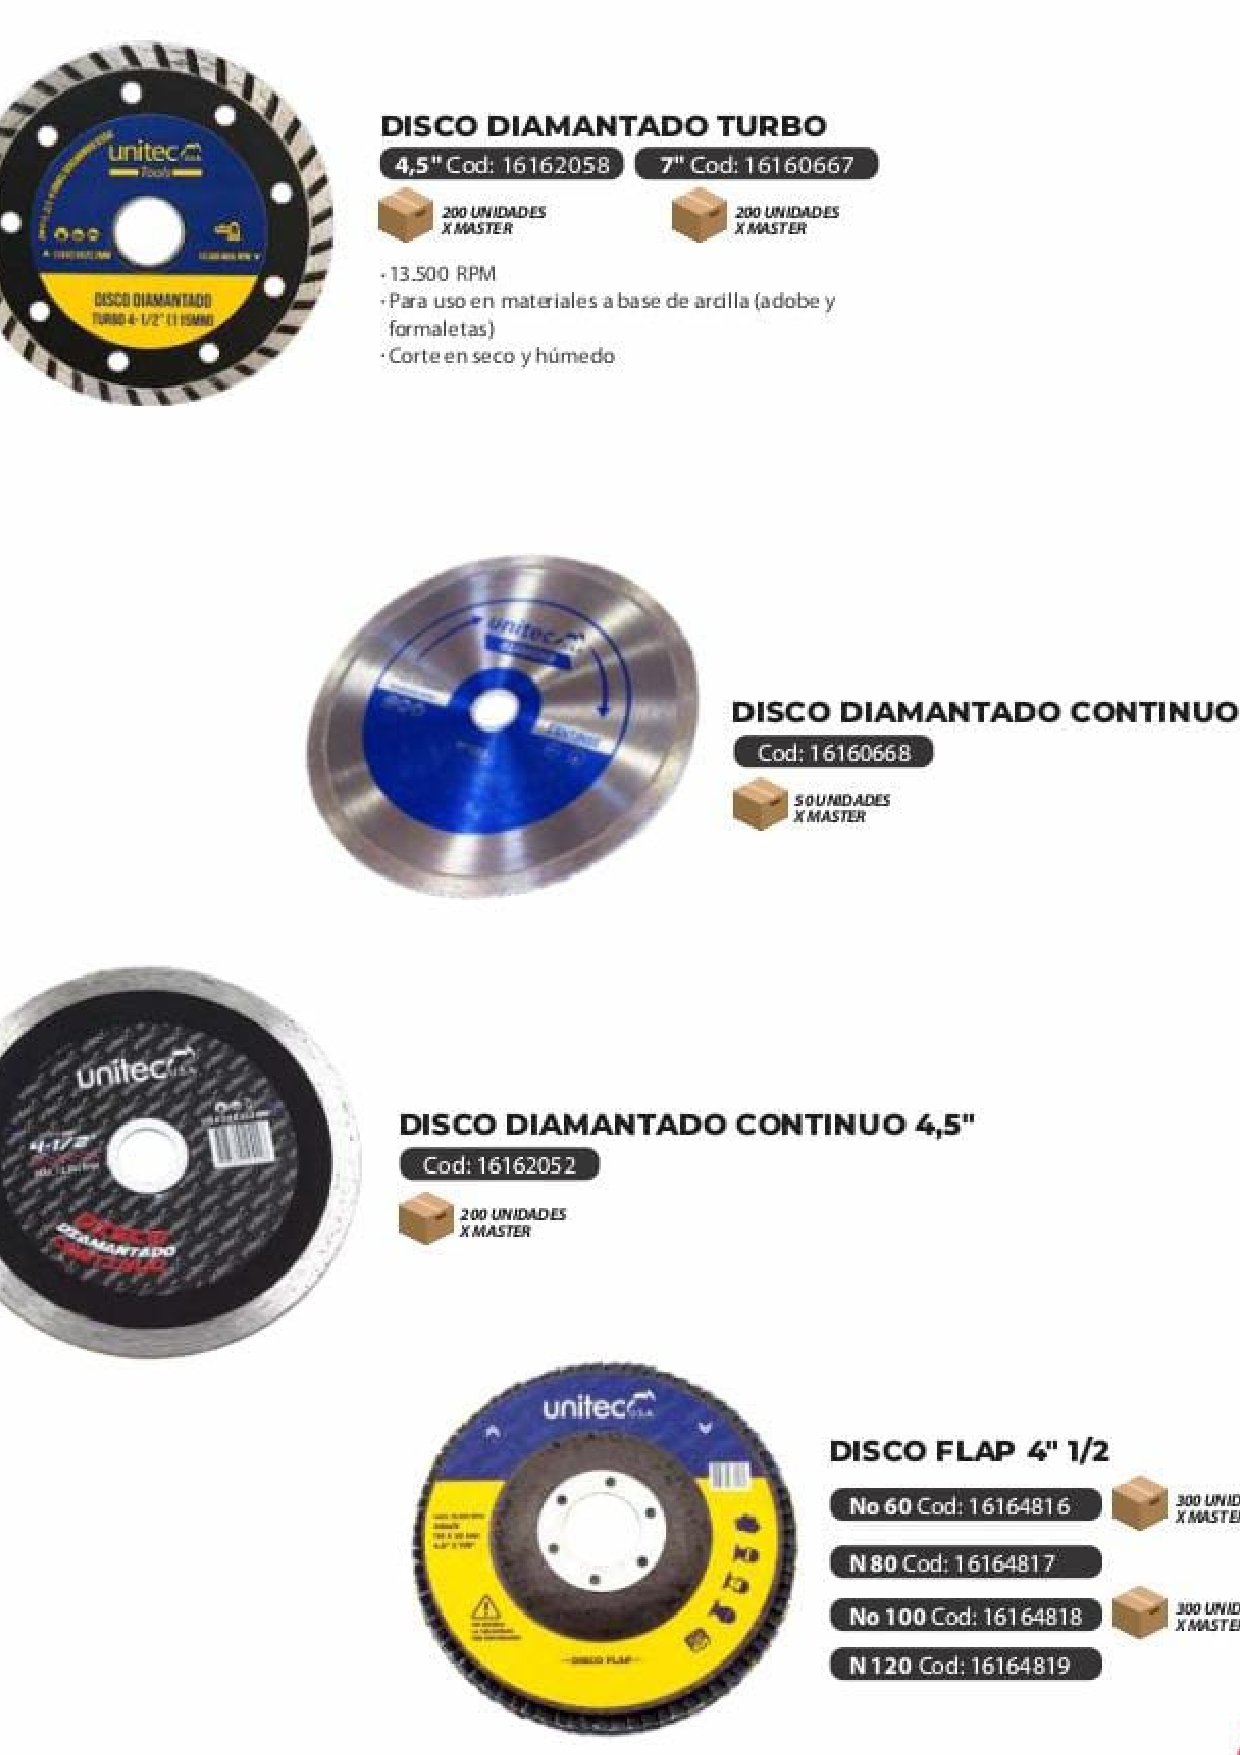 DISCO DIAMANTADO TURBO
4,5" Cod: 16162058
7" Cod: 16160667
200 UNIDADES
X MASTER
200 UNIDADES
X MASTER
· 13.500 RPM
· Para uso en materiales a base de arcilla (adobe y
formaletas)
· Corte en seco y húmedo
unitec
Tools
DISCO DIAMANTADO
TURBO 4-1/2" (115MM)
unitec
CONTINUO
DISCO DIAMANTADO CONTINUO
Cod: 16160668
50 UNIDADES
X MASTER
unitec U.S.A.
4-1/2"
DISCO
DIAMANTADO
CONTINUO
DISCO DIAMANTADO CONTINUO 4,5"
Cod: 16162052
200 UNIDADES
X MASTER
unitec U.S.A.
DISCO FLAP
DISCO FLAP 4" 1/2
No 60 Cod: 16164816
300 UNID
X MASTE
N 80 Cod: 16164817
No 100 Cod: 16164818
300 UNID
X MASTE
N 120 Cod: 16164819